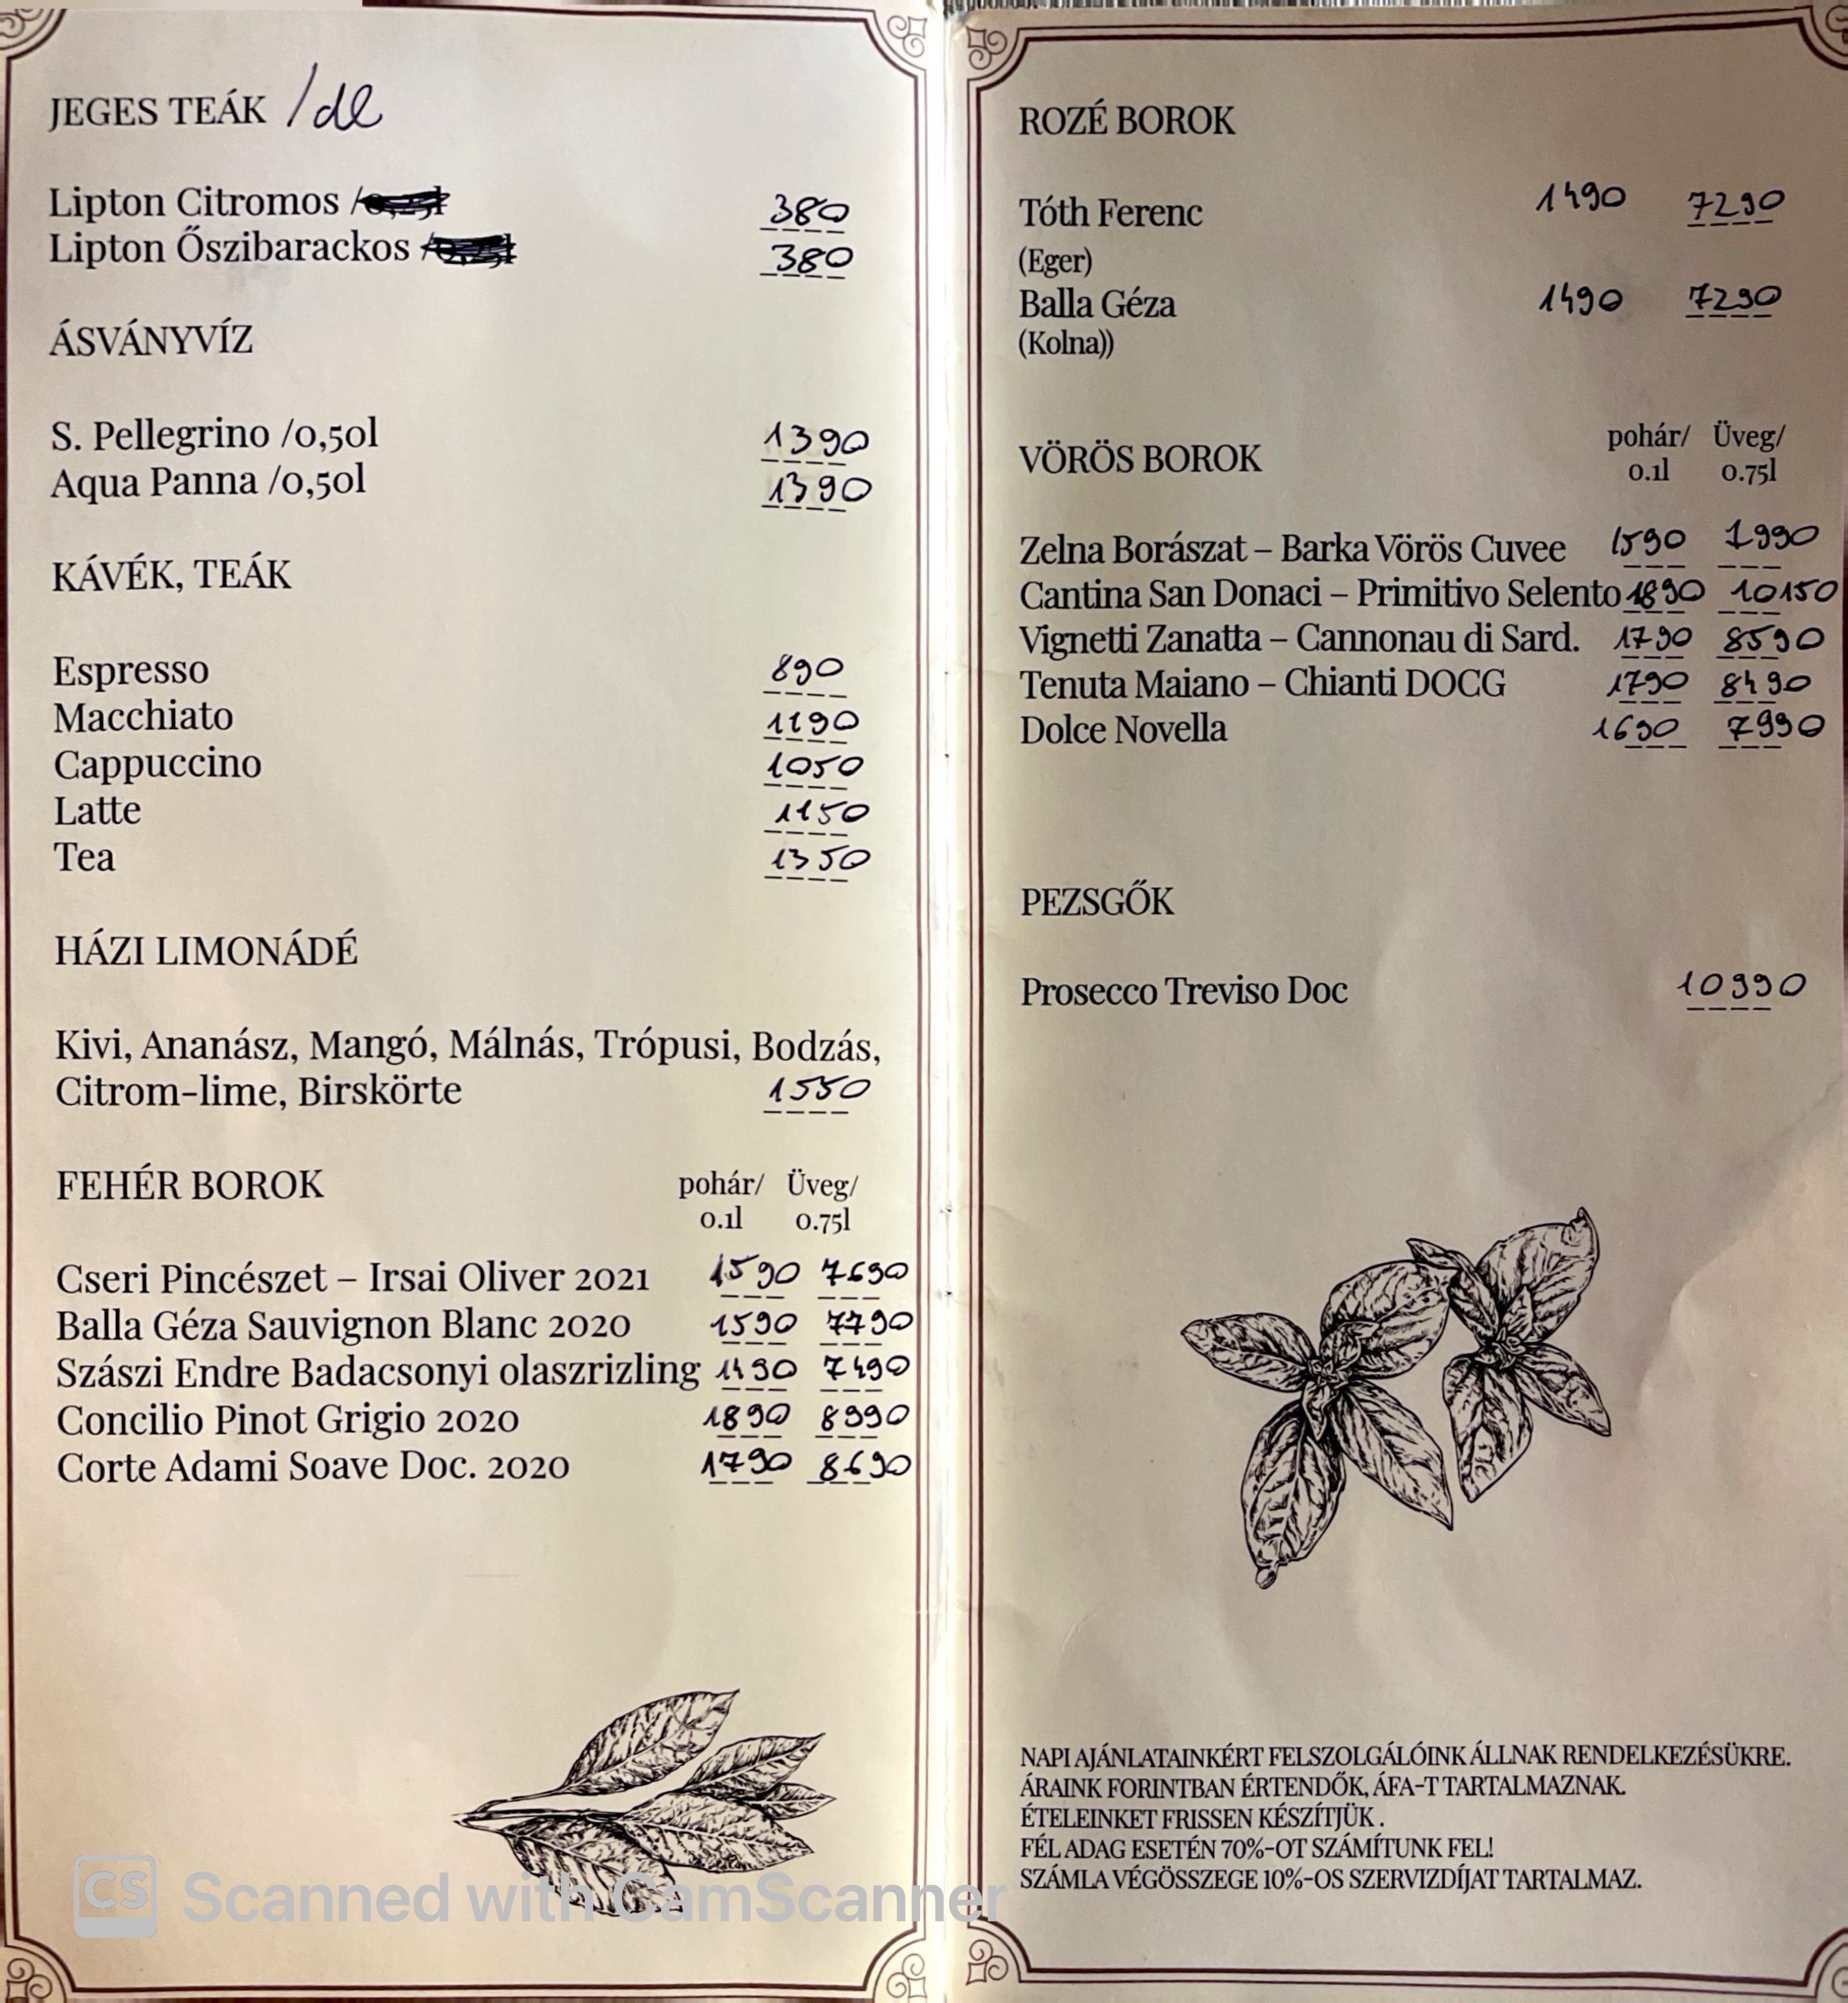 JEGES TEÁK /dl
Lipton Citromos / 380
Lipton Őszibarackos / 380
ÁSVÁNYVÍZ
S. Pellegrino /0,50l 1390
Aqua Panna /0,50l 1390
KÁVÉK, TEÁK
Espresso 890
Macchiato 1190
Cappuccino 1050
Latte 1150
Tea 1350
HÁZI LIMONÁDÉ
Kivi, Ananász, Mangó, Málnás, Trópusi, Bodzás,
Citrom-lime, Birskörte 1550
FEHÉR BOROK pohár/ Üveg/
0.1l 0.75l
Cseri Pincészet – Irsai Oliver 2021 1590 7690
Balla Géza Sauvignon Blanc 2020 1590 7790
Szászi Endre Badacsonyi olaszrizling 1490 7490
Concilio Pinot Grigio 2020 1890 8990
Corte Adami Soave Doc. 2020 1790 8690
CS Scanned with CamScanner
ROZÉ BOROK
Tóth Ferenc 1490 7290
(Eger)
Balla Géza 1490 7290
(Kolna))
VÖRÖS BOROK pohár/ Üveg/
0.1l 0.75l
Zelna Borászat – Barka Vörös Cuvee 1590 7990
Cantina San Donaci – Primitivo Selento 1890 10150
Vignetti Zanatta – Cannonau di Sard. 1790 8590
Tenuta Maiano – Chianti DOCG 1790 8490
Dolce Novella 1690 7990
PEZSGŐK
Prosecco Treviso Doc 10990
NAPI AJÁNLATAINKÉRT FELSZOLGÁLÓINK ÁLLNAK RENDELKEZÉSÜKRE.
ÁRAINK FORINTBAN ÉRTENDŐK, ÁFA-T TARTALMAZNAK.
ÉTELEINKET FRISSEN KÉSZÍTJÜK .
FÉL ADAG ESETÉN 70%-OT SZÁMÍTUNK FEL!
SZÁMLA VÉGÖSSZEGE 10%-OS SZERVIZDÍJAT TARTALMAZ.